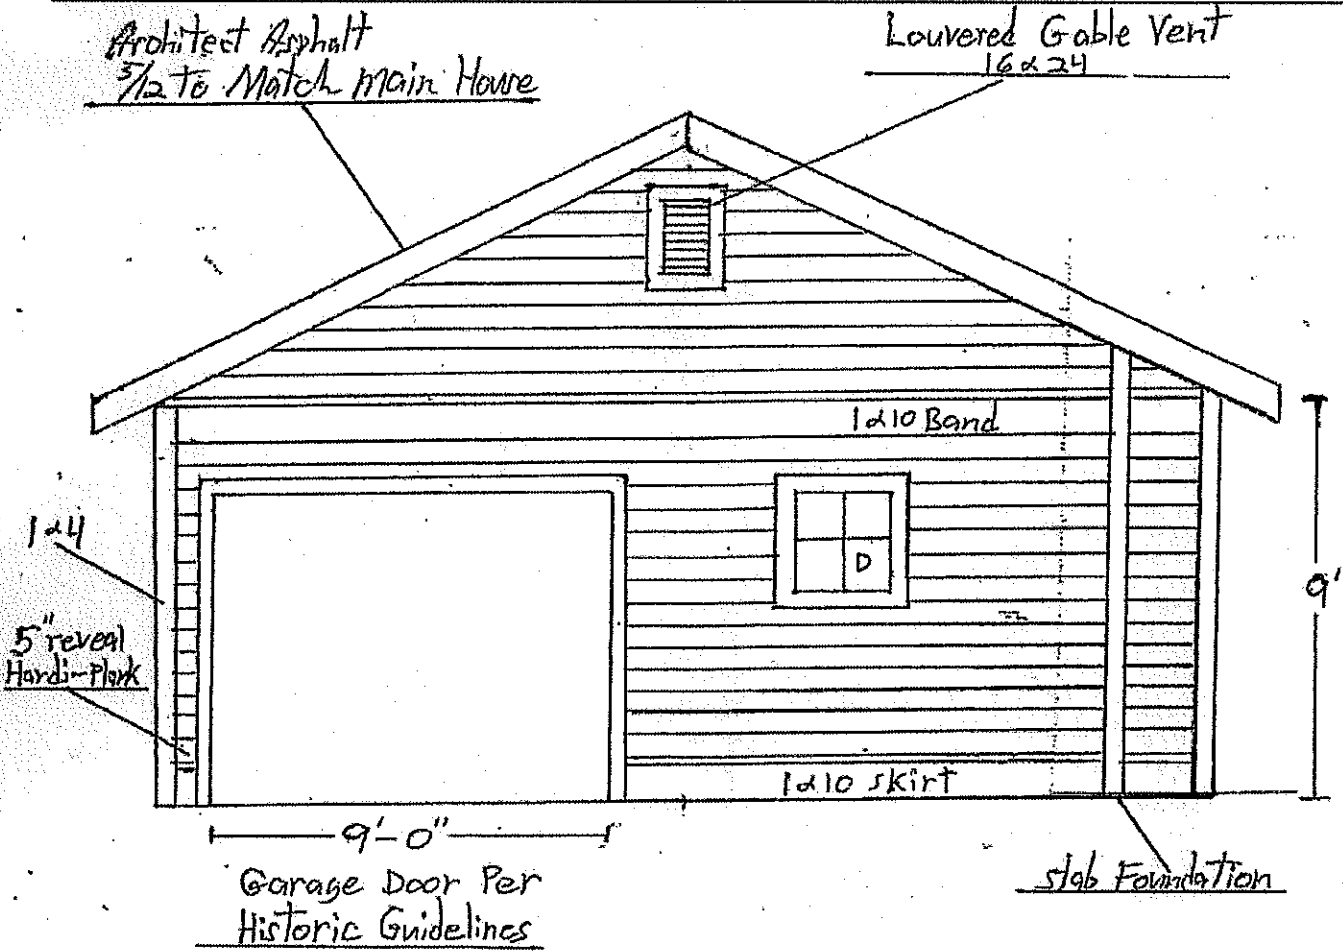 Architect Asphalt
5/12 To Match Main House
Louvered Gable Vent
16x24
1x10 Band
1x4
D
9'
5" reveal
Hardi-Plank
1x10 skirt
9'-0"
Garage Door Per
Historic Guidelines
slab Foundation